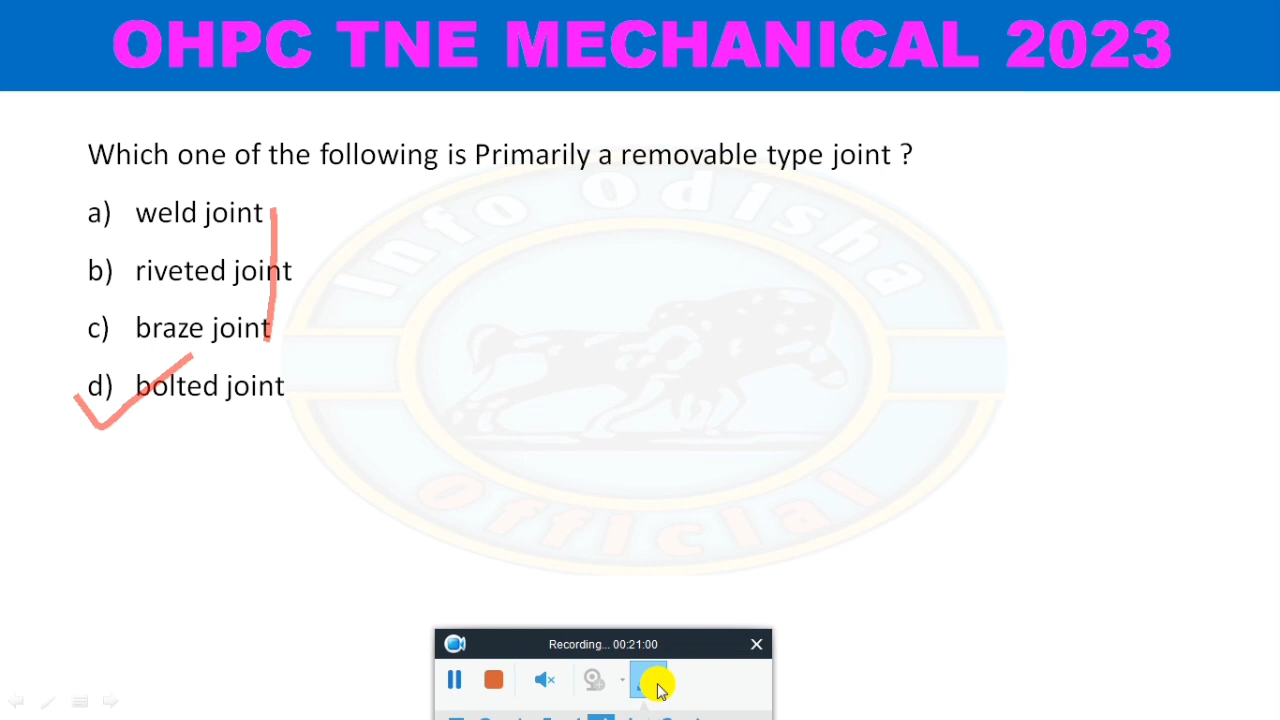 OHPC TNE MECHANICAL 2023
Which one of the following is Primarily a removable type joint ?
a) weld joint
b) riveted joint
c) braze joint
d) bolted joint
Info Odisha
Official
Recording... 00:21:00